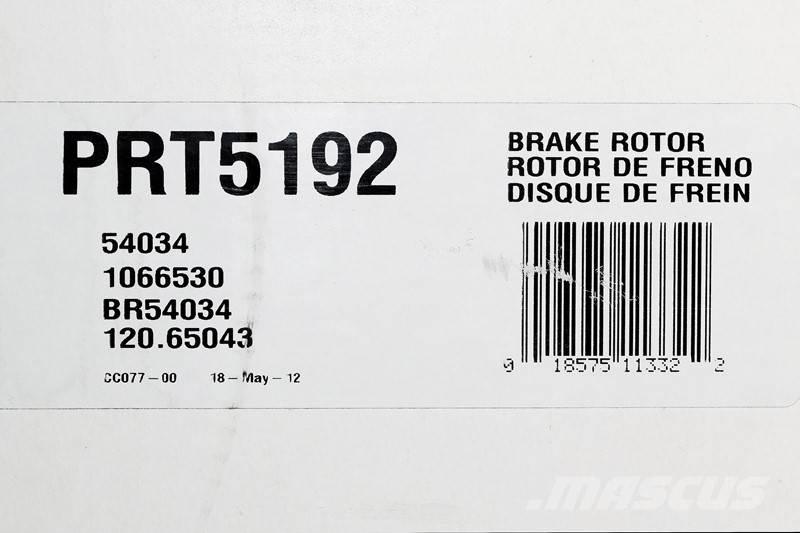 PRT5192
54034
1066530
BR54034
120.65043
CC077-00 18-May-12
BRAKE ROTOR
ROTOR DE FRENO
DISQUE DE FREIN
0 18575 11332 2
.mascus